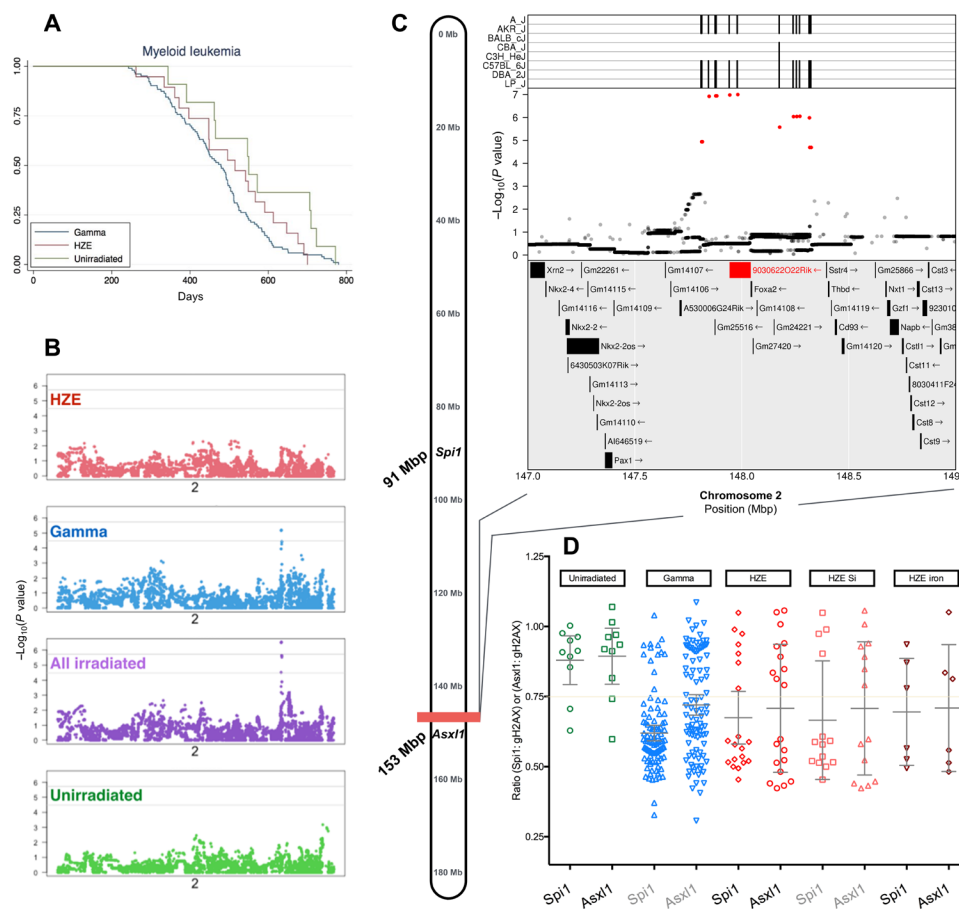 A
Myeloid leukemia
1.00
0.75
0.50
0.25
0.00
Gamma
HZE
Unirradiated
0
200
400
600
800
Days
B
−Log10(P value)
6
5
4
3
2
1
0
HZE
2
6
5
4
3
2
1
0
Gamma
2
6
5
4
3
2
1
0
All irradiated
2
6
5
4
3
2
1
0
Unirradiated
2
C
0 Mb
20 Mb
40 Mb
60 Mb
80 Mb
91 Mbp Spi1
100 Mb
120 Mb
140 Mb
153 Mbp Asxl1
160 Mb
180 Mb
A_J
AKR_J
BALB_cJ
CBA_J
C3H_HeJ
C57BL_6J
DBA_2J
LP_J
−Log10(P value)
7
6
5
4
3
2
1
0
Xrn2 → Gm22261 ← Gm14107 ← 9030622O22Rik ← Sstr4 → Gm25866 → Cst3 ←
Nkx2-4 ← Gm14115 ← Gm14106 ← Foxa2 ← Thbd ← Nxt1 → Cst13 ←
Gm14116 ← Gm14109 ← A530006G24Rik → Gm14108 ← Gm14119 ← Gzf1 → 923010
Nkx2-2 ← Gm25516 ← Gm24221 ← Cd93 ← Napb ← Gm38
Nkx2-2os → Gm27420 ← Gm14120 → Cstl1 → Gm
6430503K07Rik Cst11 ←
Gm14113 → 8030411F24
Nkx2-2os → Cst12 ←
Gm14110 ← Cst8 →
AI646519 ← Cst9 ←
Pax1 →
147.0 147.5 148.0 148.5 149
Chromosome 2
Position (Mbp)
D
Ratio (Spi1: gH2AX) or (Asxl1: gH2AX)
1.25
1.00
0.75
0.50
0.25
Unirradiated Gamma HZE HZE Si HZE iron
Spi1 Asxl1 Spi1 Asxl1 Spi1 Asxl1 Spi1 Asxl1 Spi1 Asxl1